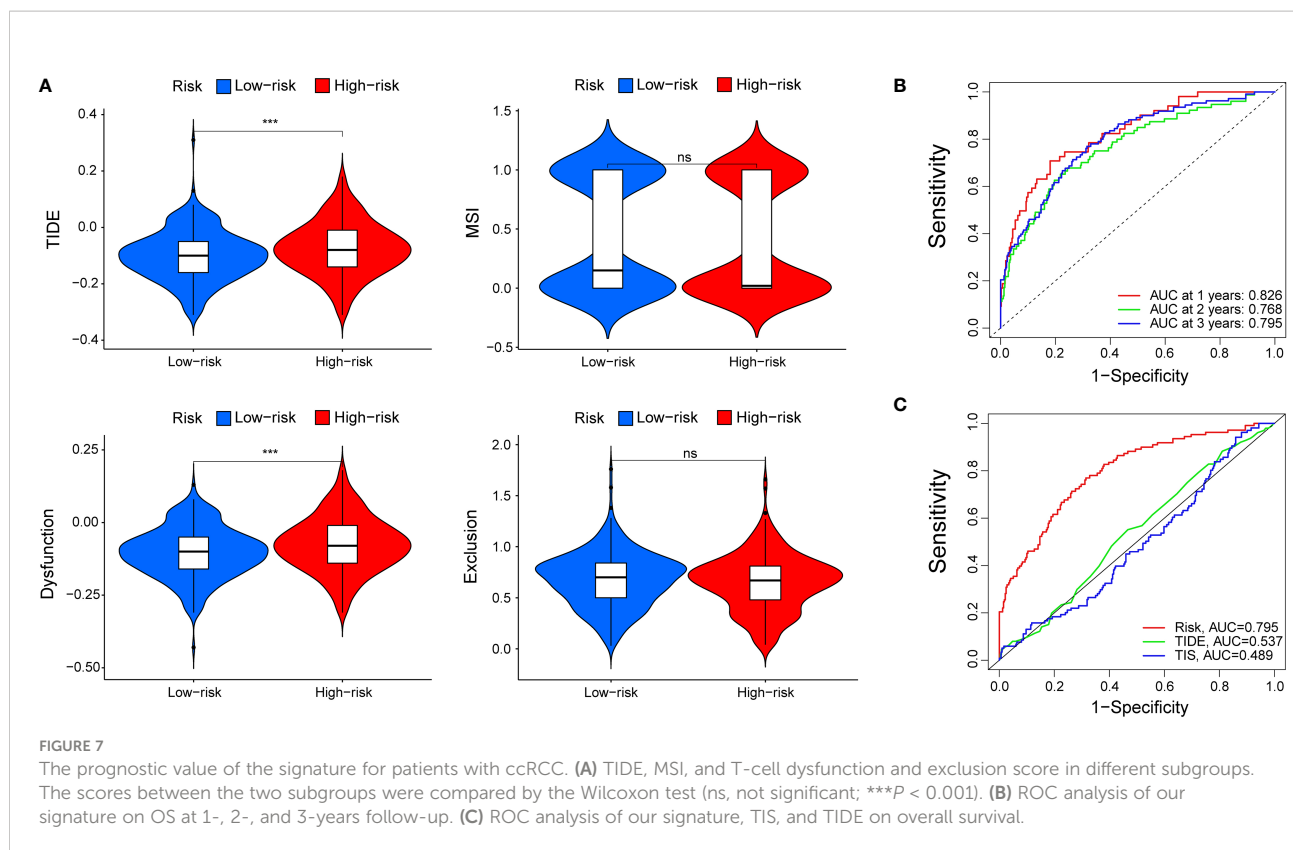 A
Risk Low−risk High−risk
TIDE
0.4
0.2
0.0
−0.2
−0.4
***
Low−risk High−risk
Risk Low−risk High−risk
MSI
1.5
1.0
0.5
0.0
−0.5
ns
Low−risk High−risk
Risk Low−risk High−risk
Dysfunction
0.25
0.00
−0.25
−0.50
***
Low−risk High−risk
Risk Low−risk High−risk
Exclusion
2.0
1.5
1.0
0.5
0.0
ns
Low−risk High−risk
B
Sensitivity
1.0
0.8
0.6
0.4
0.2
0.0
AUC at 1 years: 0.826
AUC at 2 years: 0.768
AUC at 3 years: 0.795
0.0 0.2 0.4 0.6 0.8 1.0
1−Specificity
C
Sensitivity
1.0
0.8
0.6
0.4
0.2
0.0
Risk, AUC=0.795
TIDE, AUC=0.537
TIS, AUC=0.489
0.0 0.2 0.4 0.6 0.8 1.0
1−Specificity
FIGURE 7
The prognostic value of the signature for patients with ccRCC. (A) TIDE, MSI, and T-cell dysfunction and exclusion score in different subgroups.
The scores between the two subgroups were compared by the Wilcoxon test (ns, not significant; ***P < 0.001). (B) ROC analysis of our
signature on OS at 1-, 2-, and 3-years follow-up. (C) ROC analysis of our signature, TIS, and TIDE on overall survival.